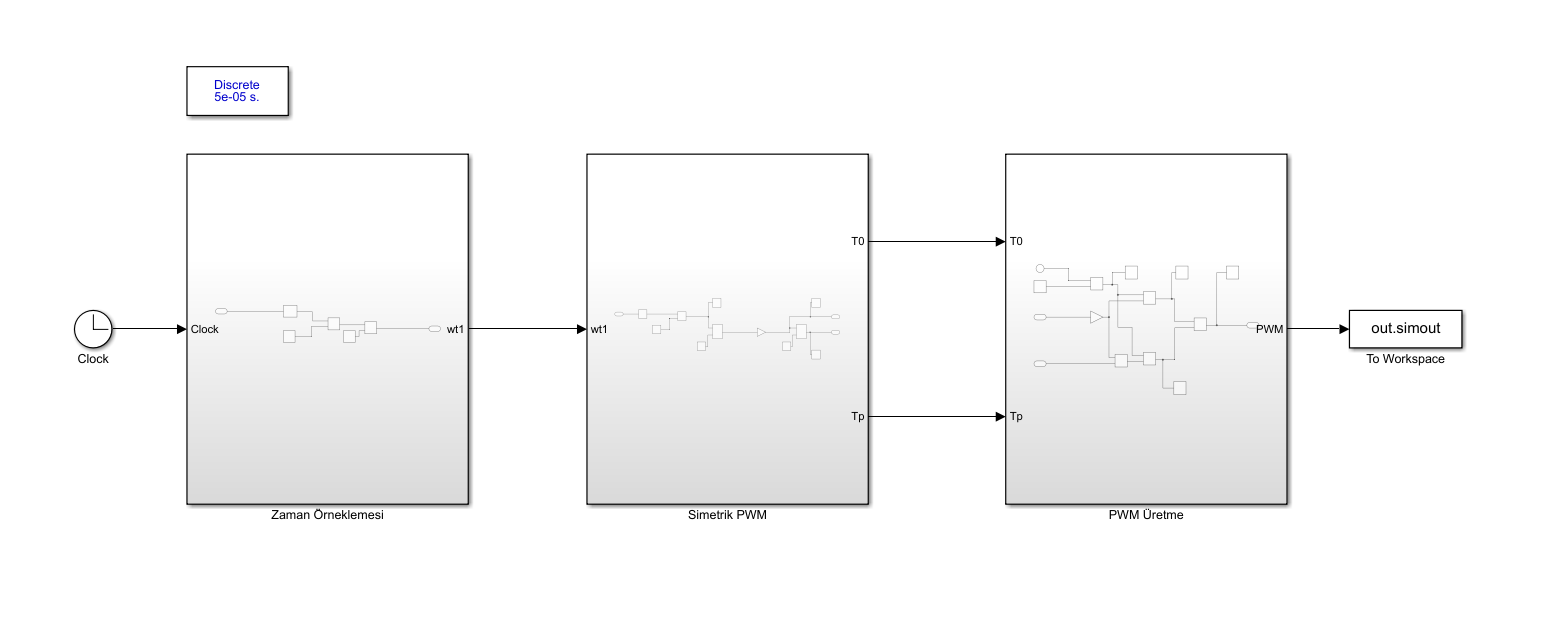 Discrete
5e-05 s.
Clock
Clock
wt1
Zaman Örneklemesi
wt1
T0
Tp
Simetrik PWM
T0
Tp
PWM
PWM Üretme
out.simout
To Workspace